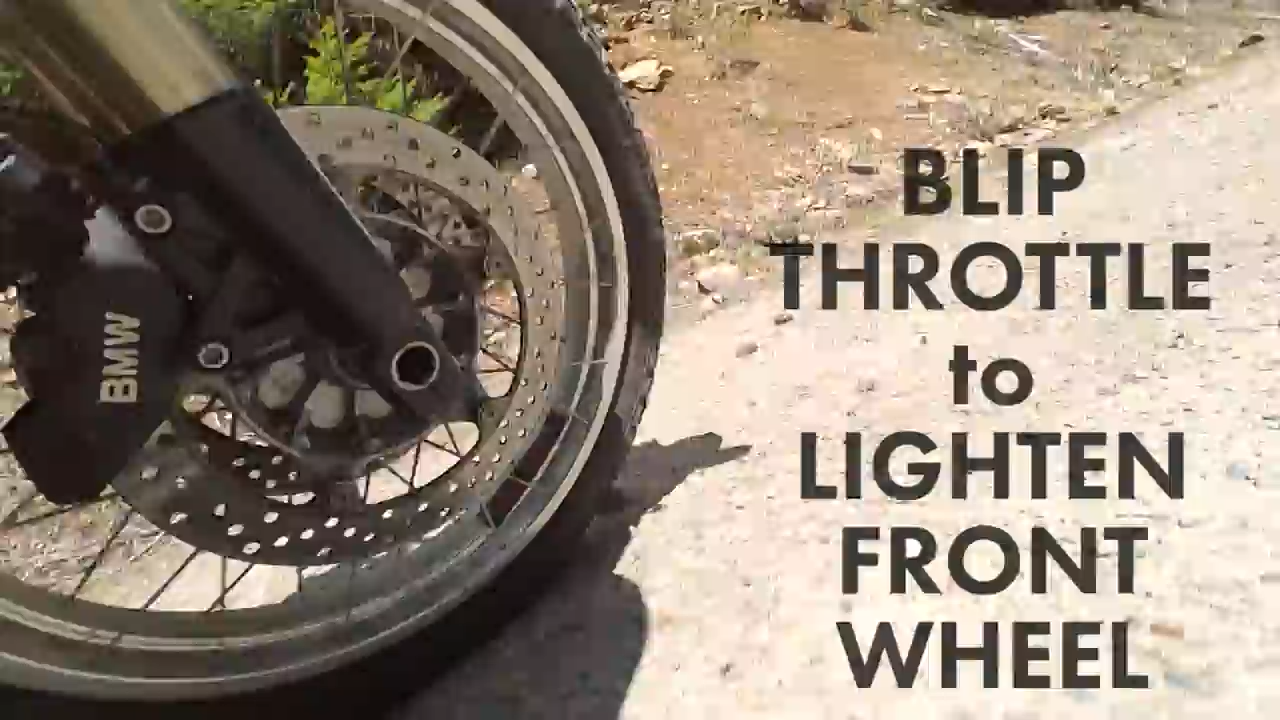 BMW
BLIP
THROTTLE
to
LIGHTEN
FRONT
WHEEL